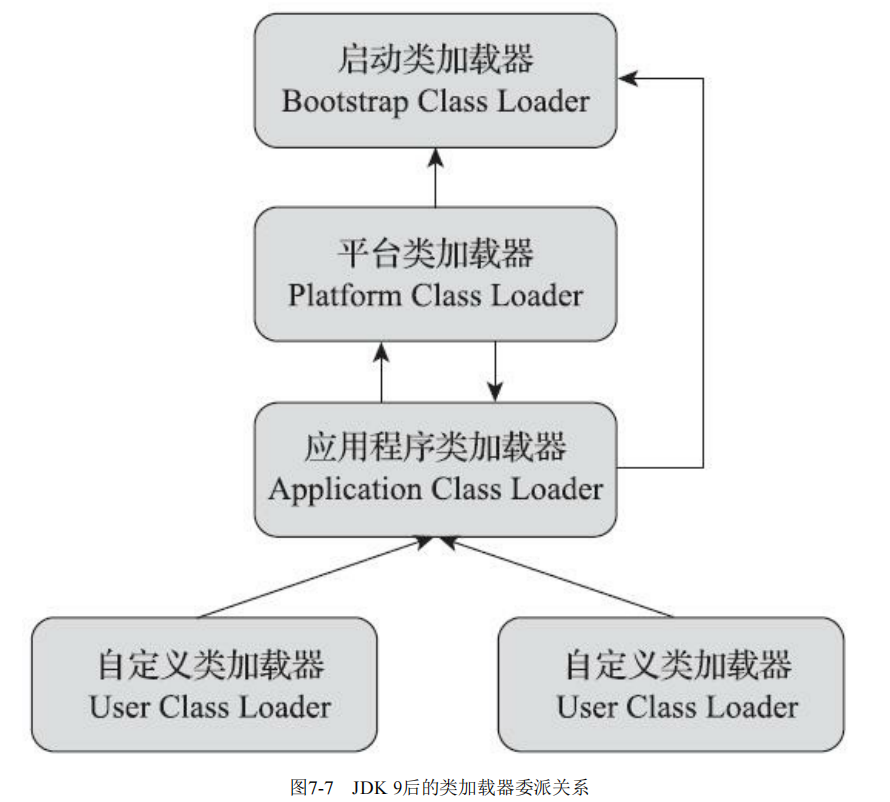 启动类加载器
Bootstrap Class Loader
平台类加载器
Platform Class Loader
应用程序类加载器
Application Class Loader
自定义类加载器
User Class Loader
自定义类加载器
User Class Loader
图7-7 JDK 9后的类加载器委派关系